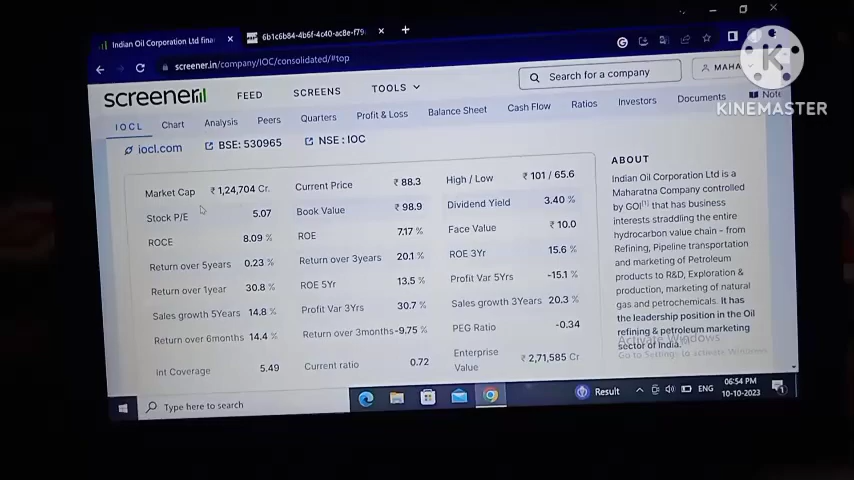 Indian Oil Corporation Ltd fina
6b1c6b84-4b6f-4c40-ac8e-f79
screener.in/company/IOC/consolidated/#top
KINEMASTER
screener
FEED
SCREENS
TOOLS
Search for a company
MAHA
IOCL
Chart
Analysis
Peers
Quarters
Profit & Loss
Balance Sheet
Cash Flow
Ratios
Investors
Documents
Note
iocl.com
BSE: 530965
NSE : IOC
Market Cap ₹ 1,24,704 Cr.
Current Price ₹ 88.3
High / Low ₹ 101 / 65.6
Stock P/E 5.07
Book Value ₹ 98.9
Dividend Yield 3.40 %
ROCE 8.09 %
ROE 7.17 %
Face Value ₹ 10.0
Return over 5years 0.23 %
Return over 3years 20.1 %
ROE 3Yr 15.6 %
Return over 1year 30.8 %
ROE 5Yr 13.5 %
Profit Var 5Yrs -15.1 %
Sales growth 5Years 14.8 %
Profit Var 3Yrs 30.7 %
Sales growth 3Years 20.3 %
Return over 6months 14.4 %
Return over 3months -9.75 %
PEG Ratio -0.34
Int Coverage 5.49
Current ratio 0.72
Enterprise
Value ₹ 2,71,585 Cr
ABOUT
Indian Oil Corporation Ltd is a
Maharatna Company controlled
by GOI[1] that has business
interests straddling the entire
hydrocarbon value chain – from
Refining, Pipeline transportation
and marketing of Petroleum
products to R&D, Exploration &
production, marketing of natural
gas and petrochemicals. It has
the leadership position in the Oil
refining & petroleum marketing
sector of India.
Activate Windows
Go to Settings to activate Windows.
Type here to search
Result
ENG
06:54 PM
10-10-2023
1